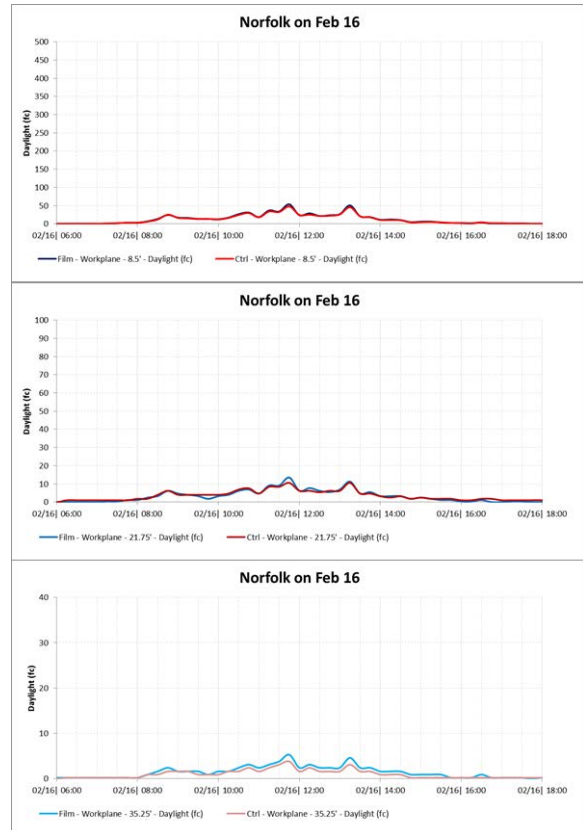 Norfolk on Feb 16
500
450
400
350
300
250
200
150
100
50
0
Daylight (fc)
02/16| 06:00 02/16| 08:00 02/16| 10:00 02/16| 12:00 02/16| 14:00 02/16| 16:00 02/16| 18:00
Film - Workplane - 8.5' - Daylight (fc) Ctrl - Workplane - 8.5' - Daylight (fc)
Norfolk on Feb 16
100
90
80
70
60
50
40
30
20
10
0
Daylight (fc)
02/16| 06:00 02/16| 08:00 02/16| 10:00 02/16| 12:00 02/16| 14:00 02/16| 16:00 02/16| 18:00
Film - Workplane - 21.75' - Daylight (fc) Ctrl - Workplane - 21.75' - Daylight (fc)
Norfolk on Feb 16
40
30
20
10
0
Daylight (fc)
02/16| 06:00 02/16| 08:00 02/16| 10:00 02/16| 12:00 02/16| 14:00 02/16| 16:00 02/16| 18:00
Film - Workplane - 35.25' - Daylight (fc) Ctrl - Workplane - 35.25' - Daylight (fc)